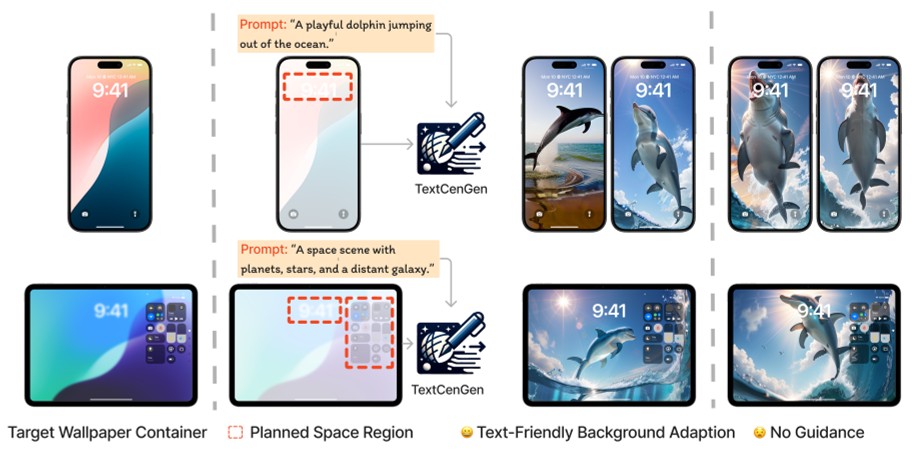 Prompt: “A playful dolphin jumping
out of the ocean.”
9:41
9:41
9:41
9:41
9:41
9:41
TextCenGen
Prompt: “A space scene with
planets, stars, and a distant galaxy.”
9:41
9:41
9:41
9:41
TextCenGen
Target Wallpaper Container
Planned Space Region
Text-Friendly Background Adaption
No Guidance